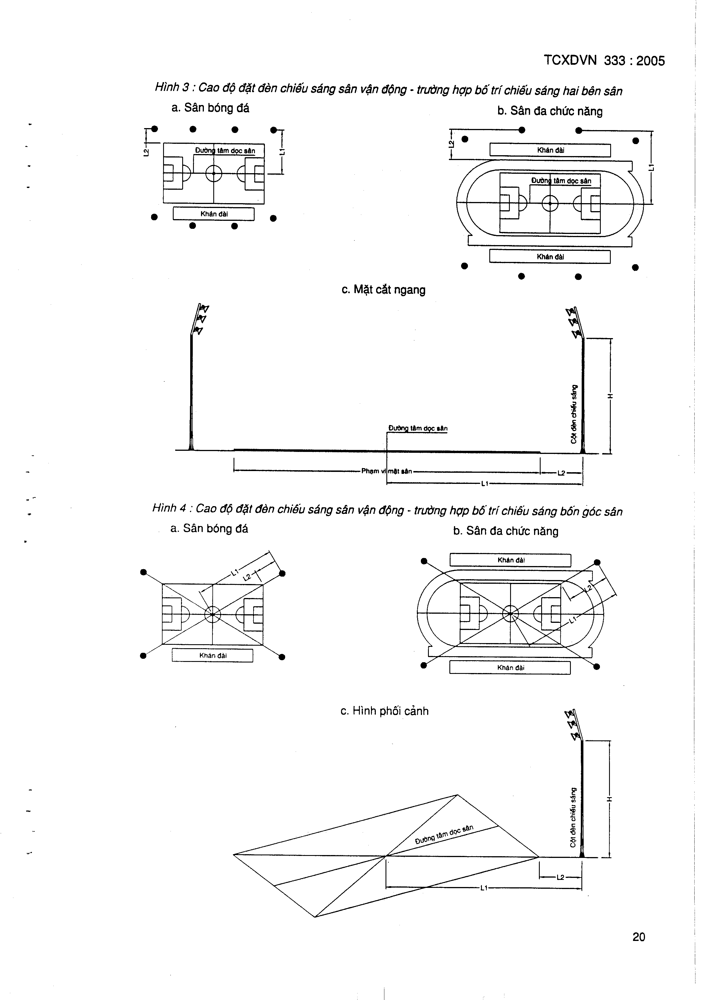 TCXDVN 333 : 2005
Hình 3 : Cao độ đặt đèn chiếu sáng sân vận động - trường hợp bố trí chiếu sáng hai bên sân
a. Sân bóng đá
b. Sân đa chức năng
L2
Đường tâm dọc sân
L1
Khán đài
L2
Khán đài
L1
Đường tâm dọc sân
Khán đài
c. Mặt cắt ngang
Cột đèn chiếu sáng
H
Đường tâm dọc sân
Phạm vi mặt sân
L2
L1
Hình 4 : Cao độ đặt đèn chiếu sáng sân vận động - trường hợp bố trí chiếu sáng bốn góc sân
a. Sân bóng đá
b. Sân đa chức năng
L1
L2
Khán đài
Khán đài
L2
L1
Khán đài
c. Hình phối cảnh
Cột đèn chiếu sáng
H
Đường tâm dọc sân
L2
L1
20